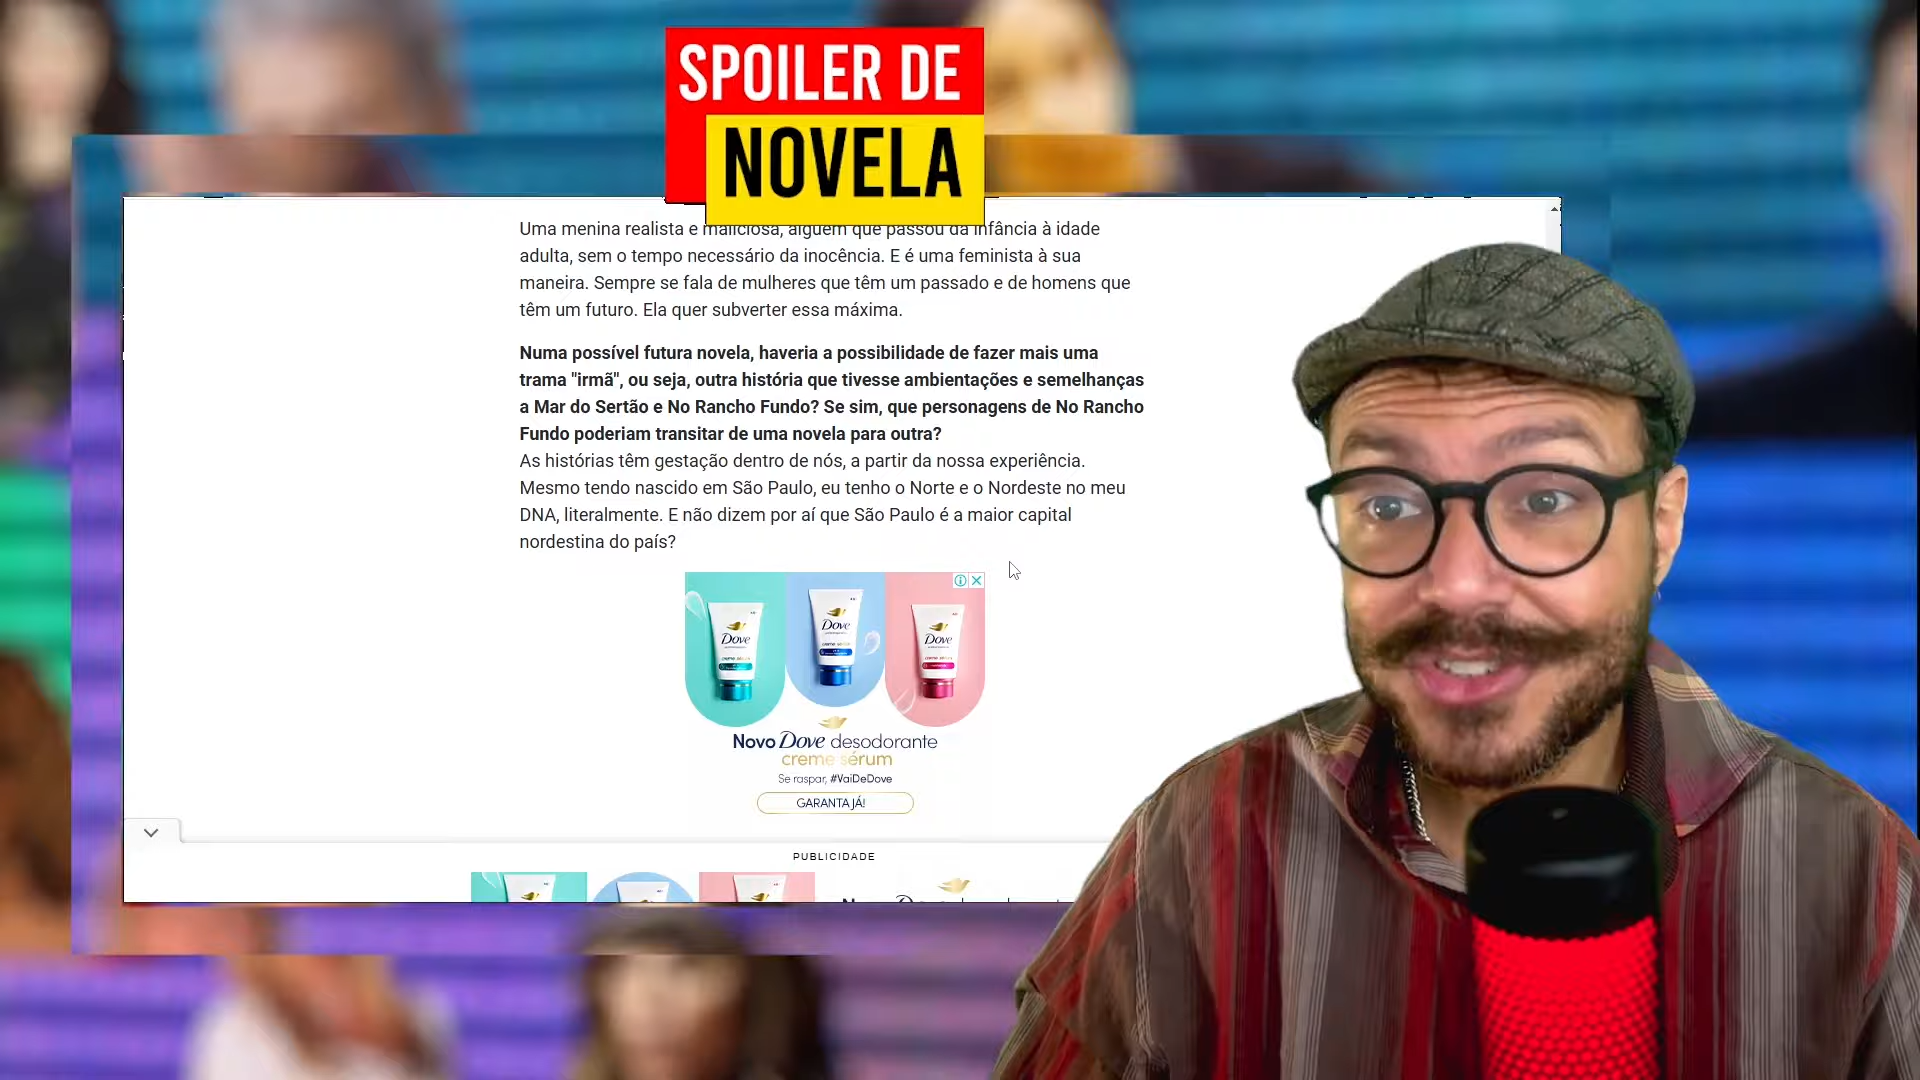 SPOILER DE
NOVELA
Uma menina realista e maliciosa, alguém que passou da infância à idade
adulta, sem o tempo necessário da inocência. E é uma feminista à sua
maneira. Sempre se fala de mulheres que têm um passado e de homens que
têm um futuro. Ela quer subverter essa máxima.
Numa possível futura novela, haveria a possibilidade de fazer mais uma
trama "irmã", ou seja, outra história que tivesse ambientações e semelhanças
a Mar do Sertão e No Rancho Fundo? Se sim, que personagens de No Rancho
Fundo poderiam transitar de uma novela para outra?
As histórias têm gestação dentro de nós, a partir da nossa experiência.
Mesmo tendo nascido em São Paulo, eu tenho o Norte e o Nordeste no meu
DNA, literalmente. E não dizem por aí que São Paulo é a maior capital
nordestina do país?
Dove Dove Dove
Novo Dove desodorante
creme sérum
Se raspar, #VaiDeDove
GARANTA JÁ!
PUBLICIDADE